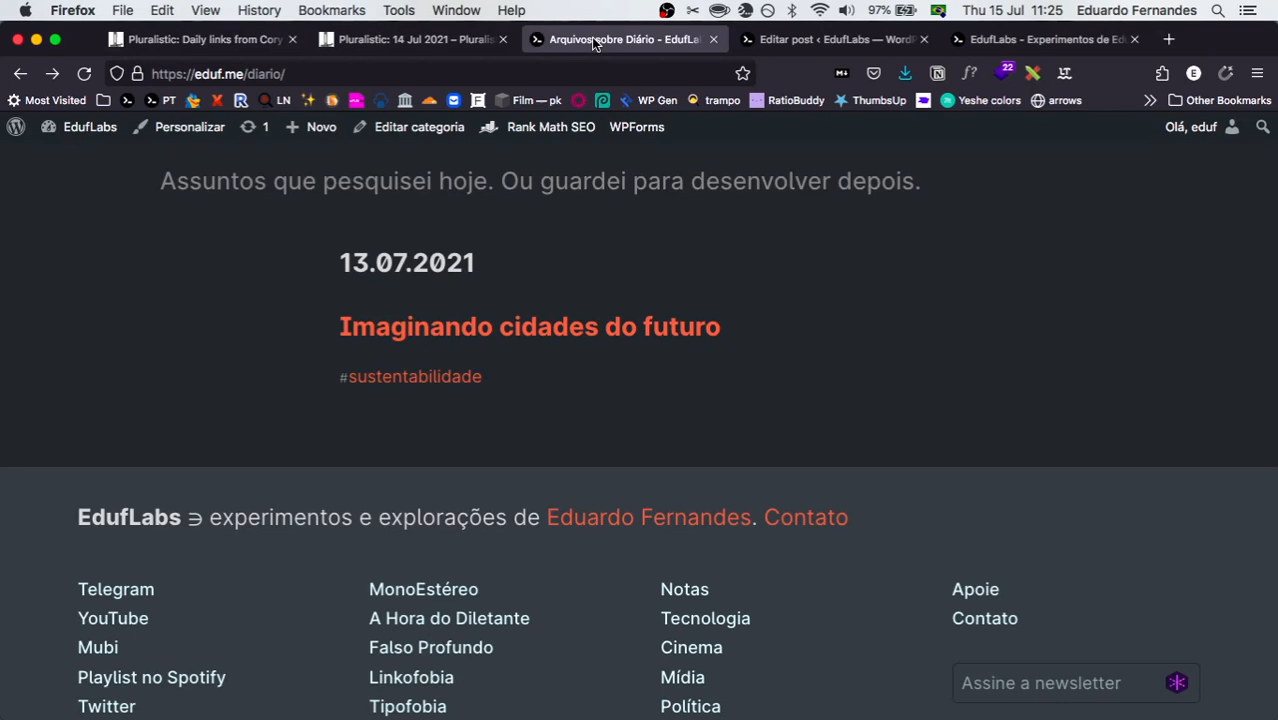 Firefox File Edit View History Bookmarks Tools Window Help 97% Thu 15 Jul 11:25 Eduardo Fernandes
Pluralistic: Daily links from Cory
Pluralistic: 14 Jul 2021 – Pluralis
Arquivos sobre Diário - EdufLa
Editar post ‹ EdufLabs — Word
EdufLabs - Experimentos de Ed
https://eduf.me/diario/
M↓ f? 22 E
Most Visited PT LN Film — pk WP Gen trampo RatioBuddy ThumbsUp Yeshe colors arrows Other Bookmarks
EdufLabs Personalizar 1 Novo Editar categoria Rank Math SEO WPForms Olá, eduf
Assuntos que pesquisei hoje. Ou guardei para desenvolver depois.
13.07.2021
Imaginando cidades do futuro
#sustentabilidade
EdufLabs ∋ experimentos e explorações de Eduardo Fernandes. Contato
Telegram MonoEstéreo Notas Apoie
YouTube A Hora do Diletante Tecnologia Contato
Mubi Falso Profundo Cinema
Playlist no Spotify Linkofobia Mídia Assine a newsletter
Twitter Tipofobia Política